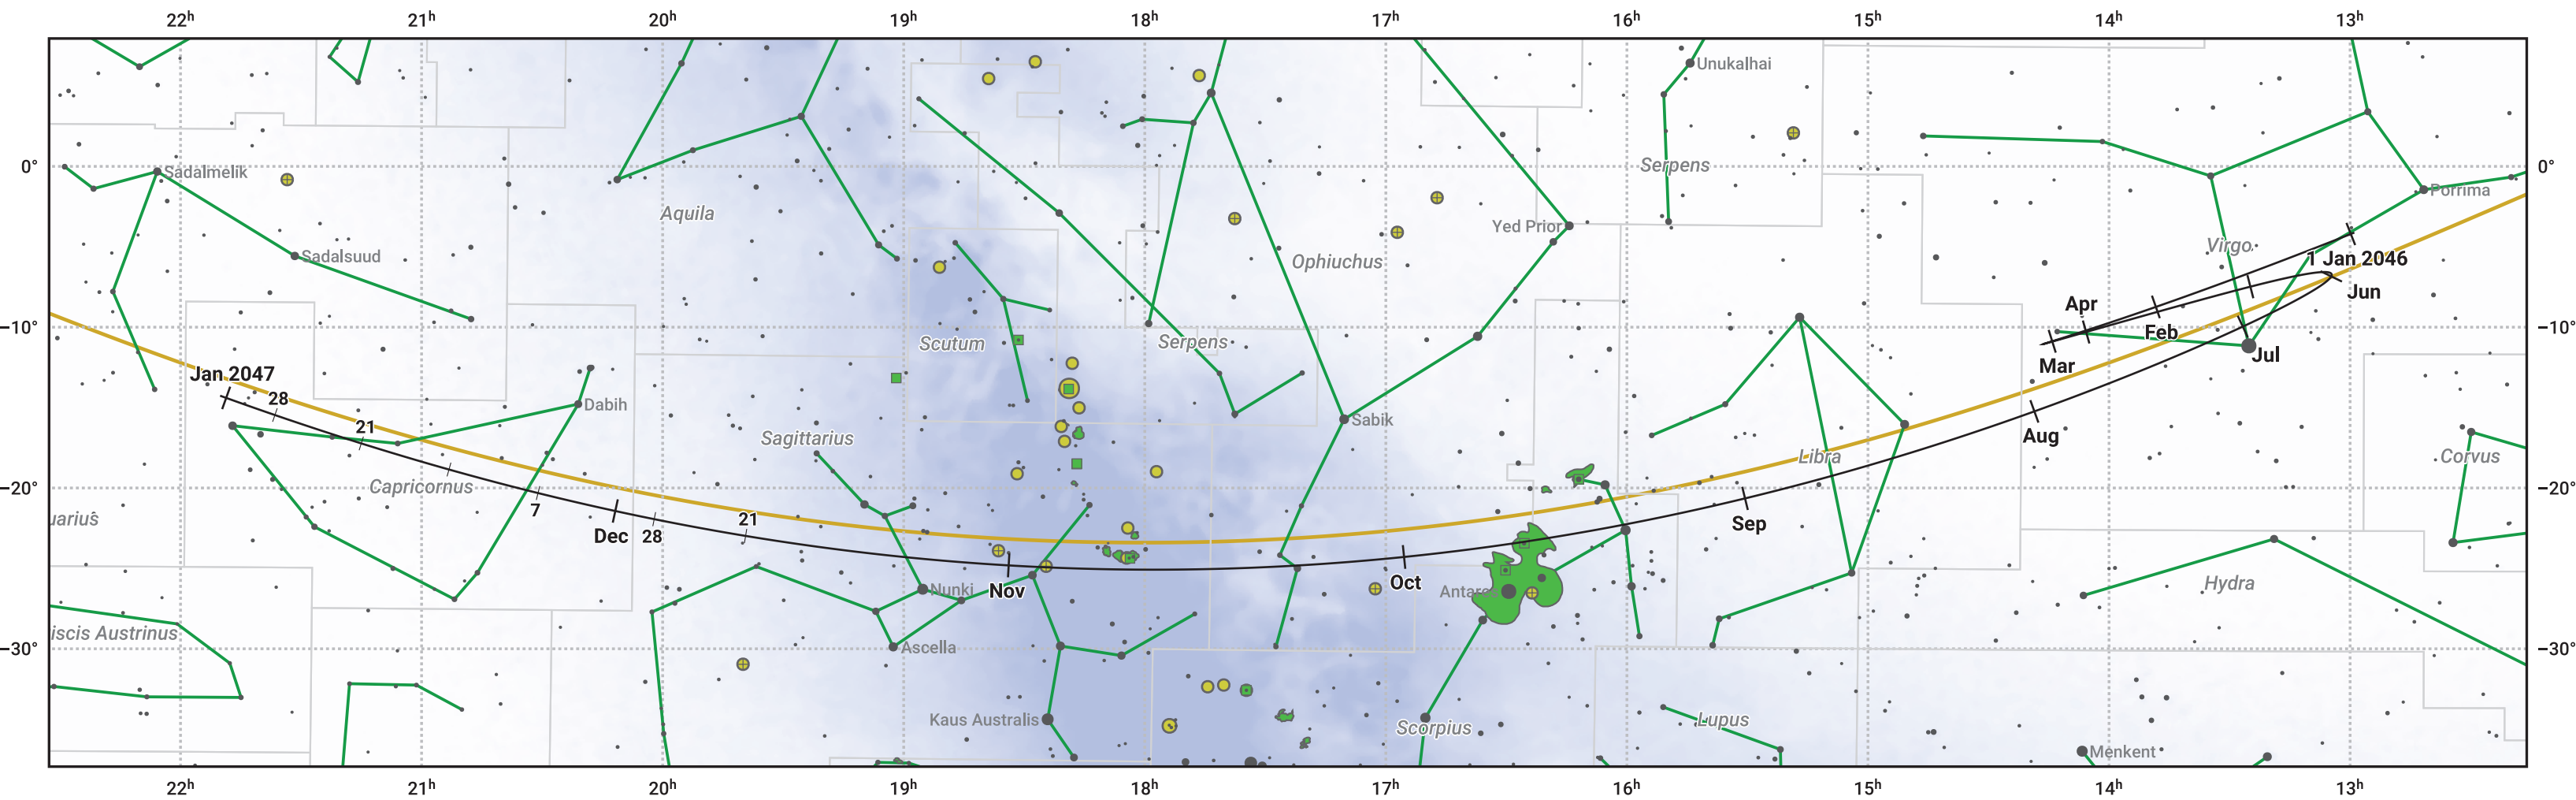 22h 21h 20h 19h 18h 17h 16h 15h 14h 13h
Unukalhai
0° Sadalmelik Serpens 0°
Porrima
Aquila
Yed Prior
Sadalsuud Ophiuchus Virgo
1 Jan 2046
Jun
Apr
−10° Feb −10°
Scutum Serpens Jul
Mar
Jan 2047
28 Dabih
21 Sabik
Sagittarius Aug
Capricornus Libra Corvus
−20° −20°
7
uarius Dec 28 21 Sep
Nunki Nov Oct Antares Hydra
iscis Austrinus
−30° Ascella −30°
Kaus Australis Scorpius Lupus
Menkent
22h 21h 20h 19h 18h 17h 16h 15h 14h 13h